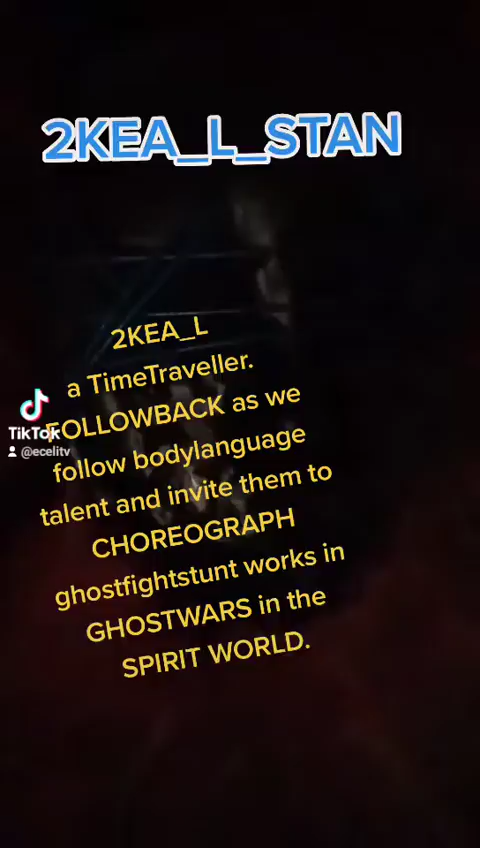 2KEA_L_STAN
2KEA_L
a TimeTraveller.
FOLLOWBACK as we
follow bodylanguage
talent and invite them to
CHOREOGRAPH
ghostfightstunt works in
GHOSTWARS in the
SPIRIT WORLD.
TikTok
@ecelitv